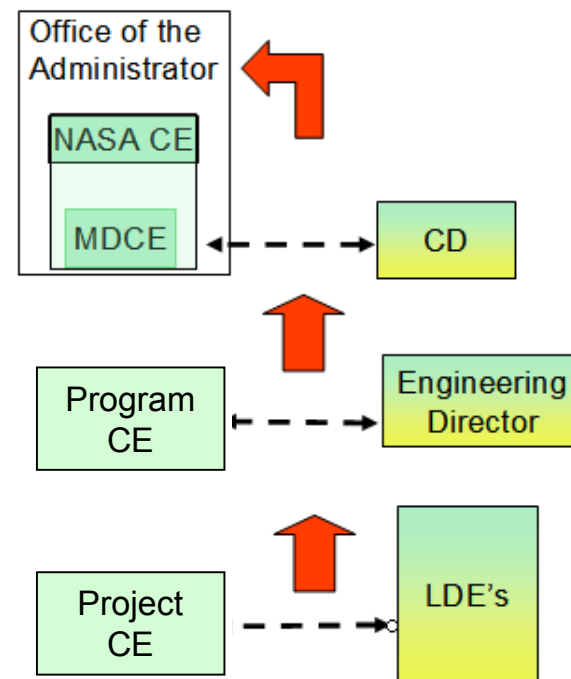 Office of the
Administrator
NASA CE
MDCE
CD
Program
CE
Engineering
Director
Project
CE
LDE's